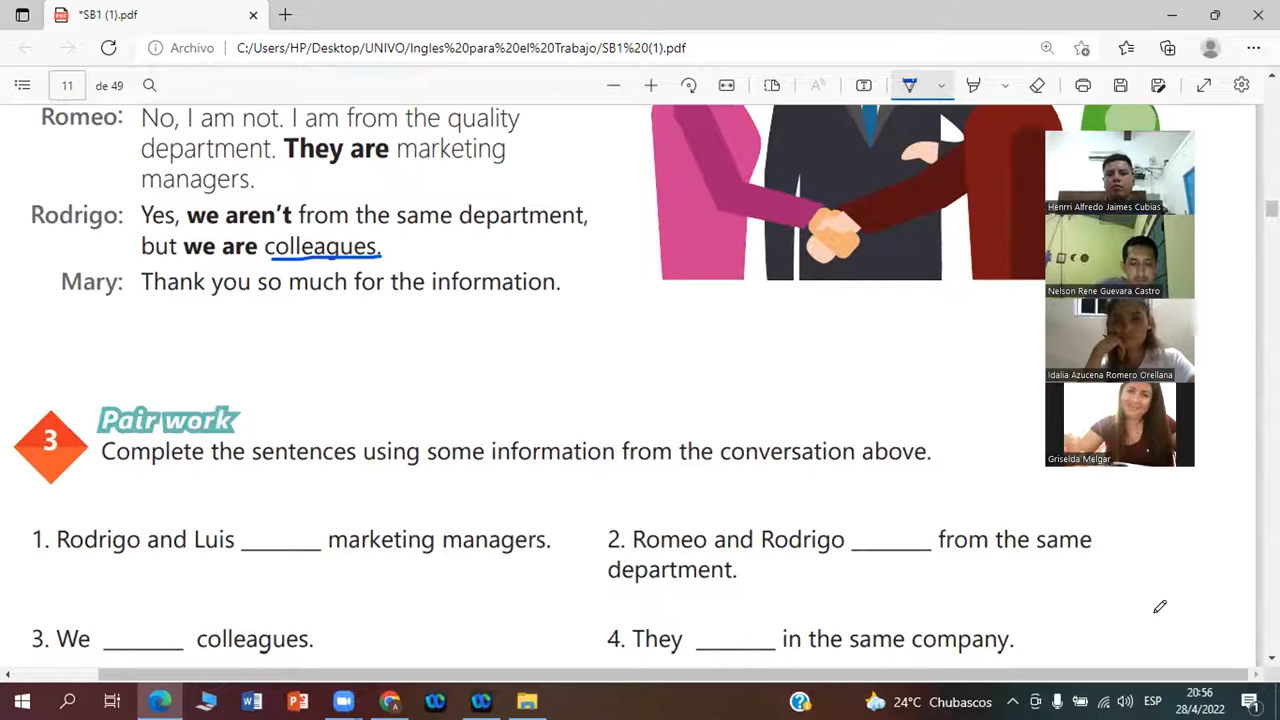 *SB1 (1).pdf
Archivo
C:/Users/HP/Desktop/UNIVO/Ingles%20para%20el%20Trabajo/SB1%20(1).pdf
11
de 49
Romeo: No, I am not. I am from the quality
department. They are marketing
managers.
Rodrigo: Yes, we aren't from the same department,
but we are colleagues.
Mary: Thank you so much for the information.
Henrri Alfredo Jaimes Cubias
Nelson Rene Guevara Castro
Idalia Azucena Romero Orellana
Griselda Melgar
Pair work
3
Complete the sentences using some information from the conversation above.
1. Rodrigo and Luis _______ marketing managers.
2. Romeo and Rodrigo _______ from the same
department.
3. We _______ colleagues.
4. They _______ in the same company.
24°C Chubascos
ESP
20:56
28/4/2022